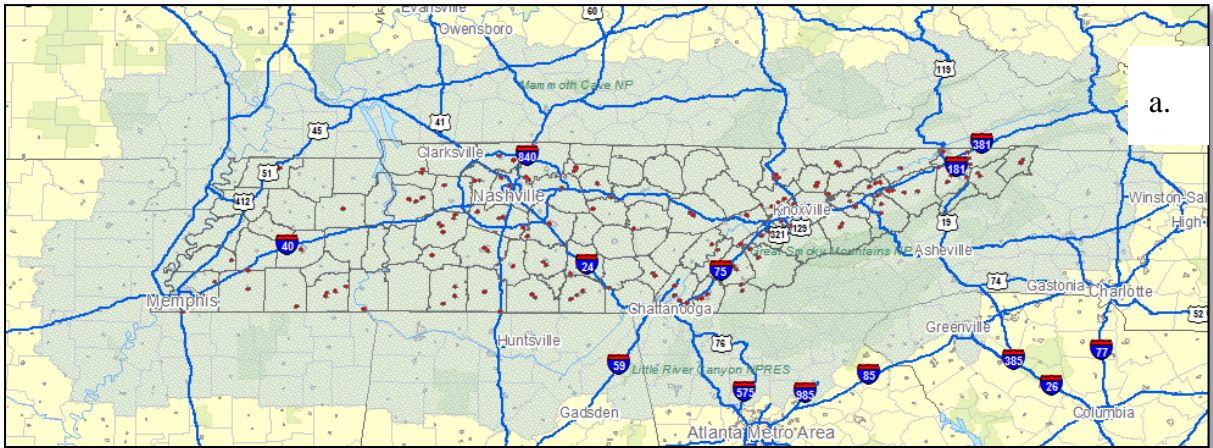 Evansville
60
Owensboro
119
Mammoth Cave NP
a.
41
45
381
Clarksville
840
181
51
Nashville
412
Winston-Sal
Knoxville
19
High
321
129
40
Great Smoky Mountains NP
Asheville
24
75
74
Gastonia
Memphis
Charlotte
Chattanooga
52
Greenville
Huntsville
76
77
59
385
Little River Canyon NPRES
85
26
575
985
Gadsden
Columbia
Atlanta Metro Area